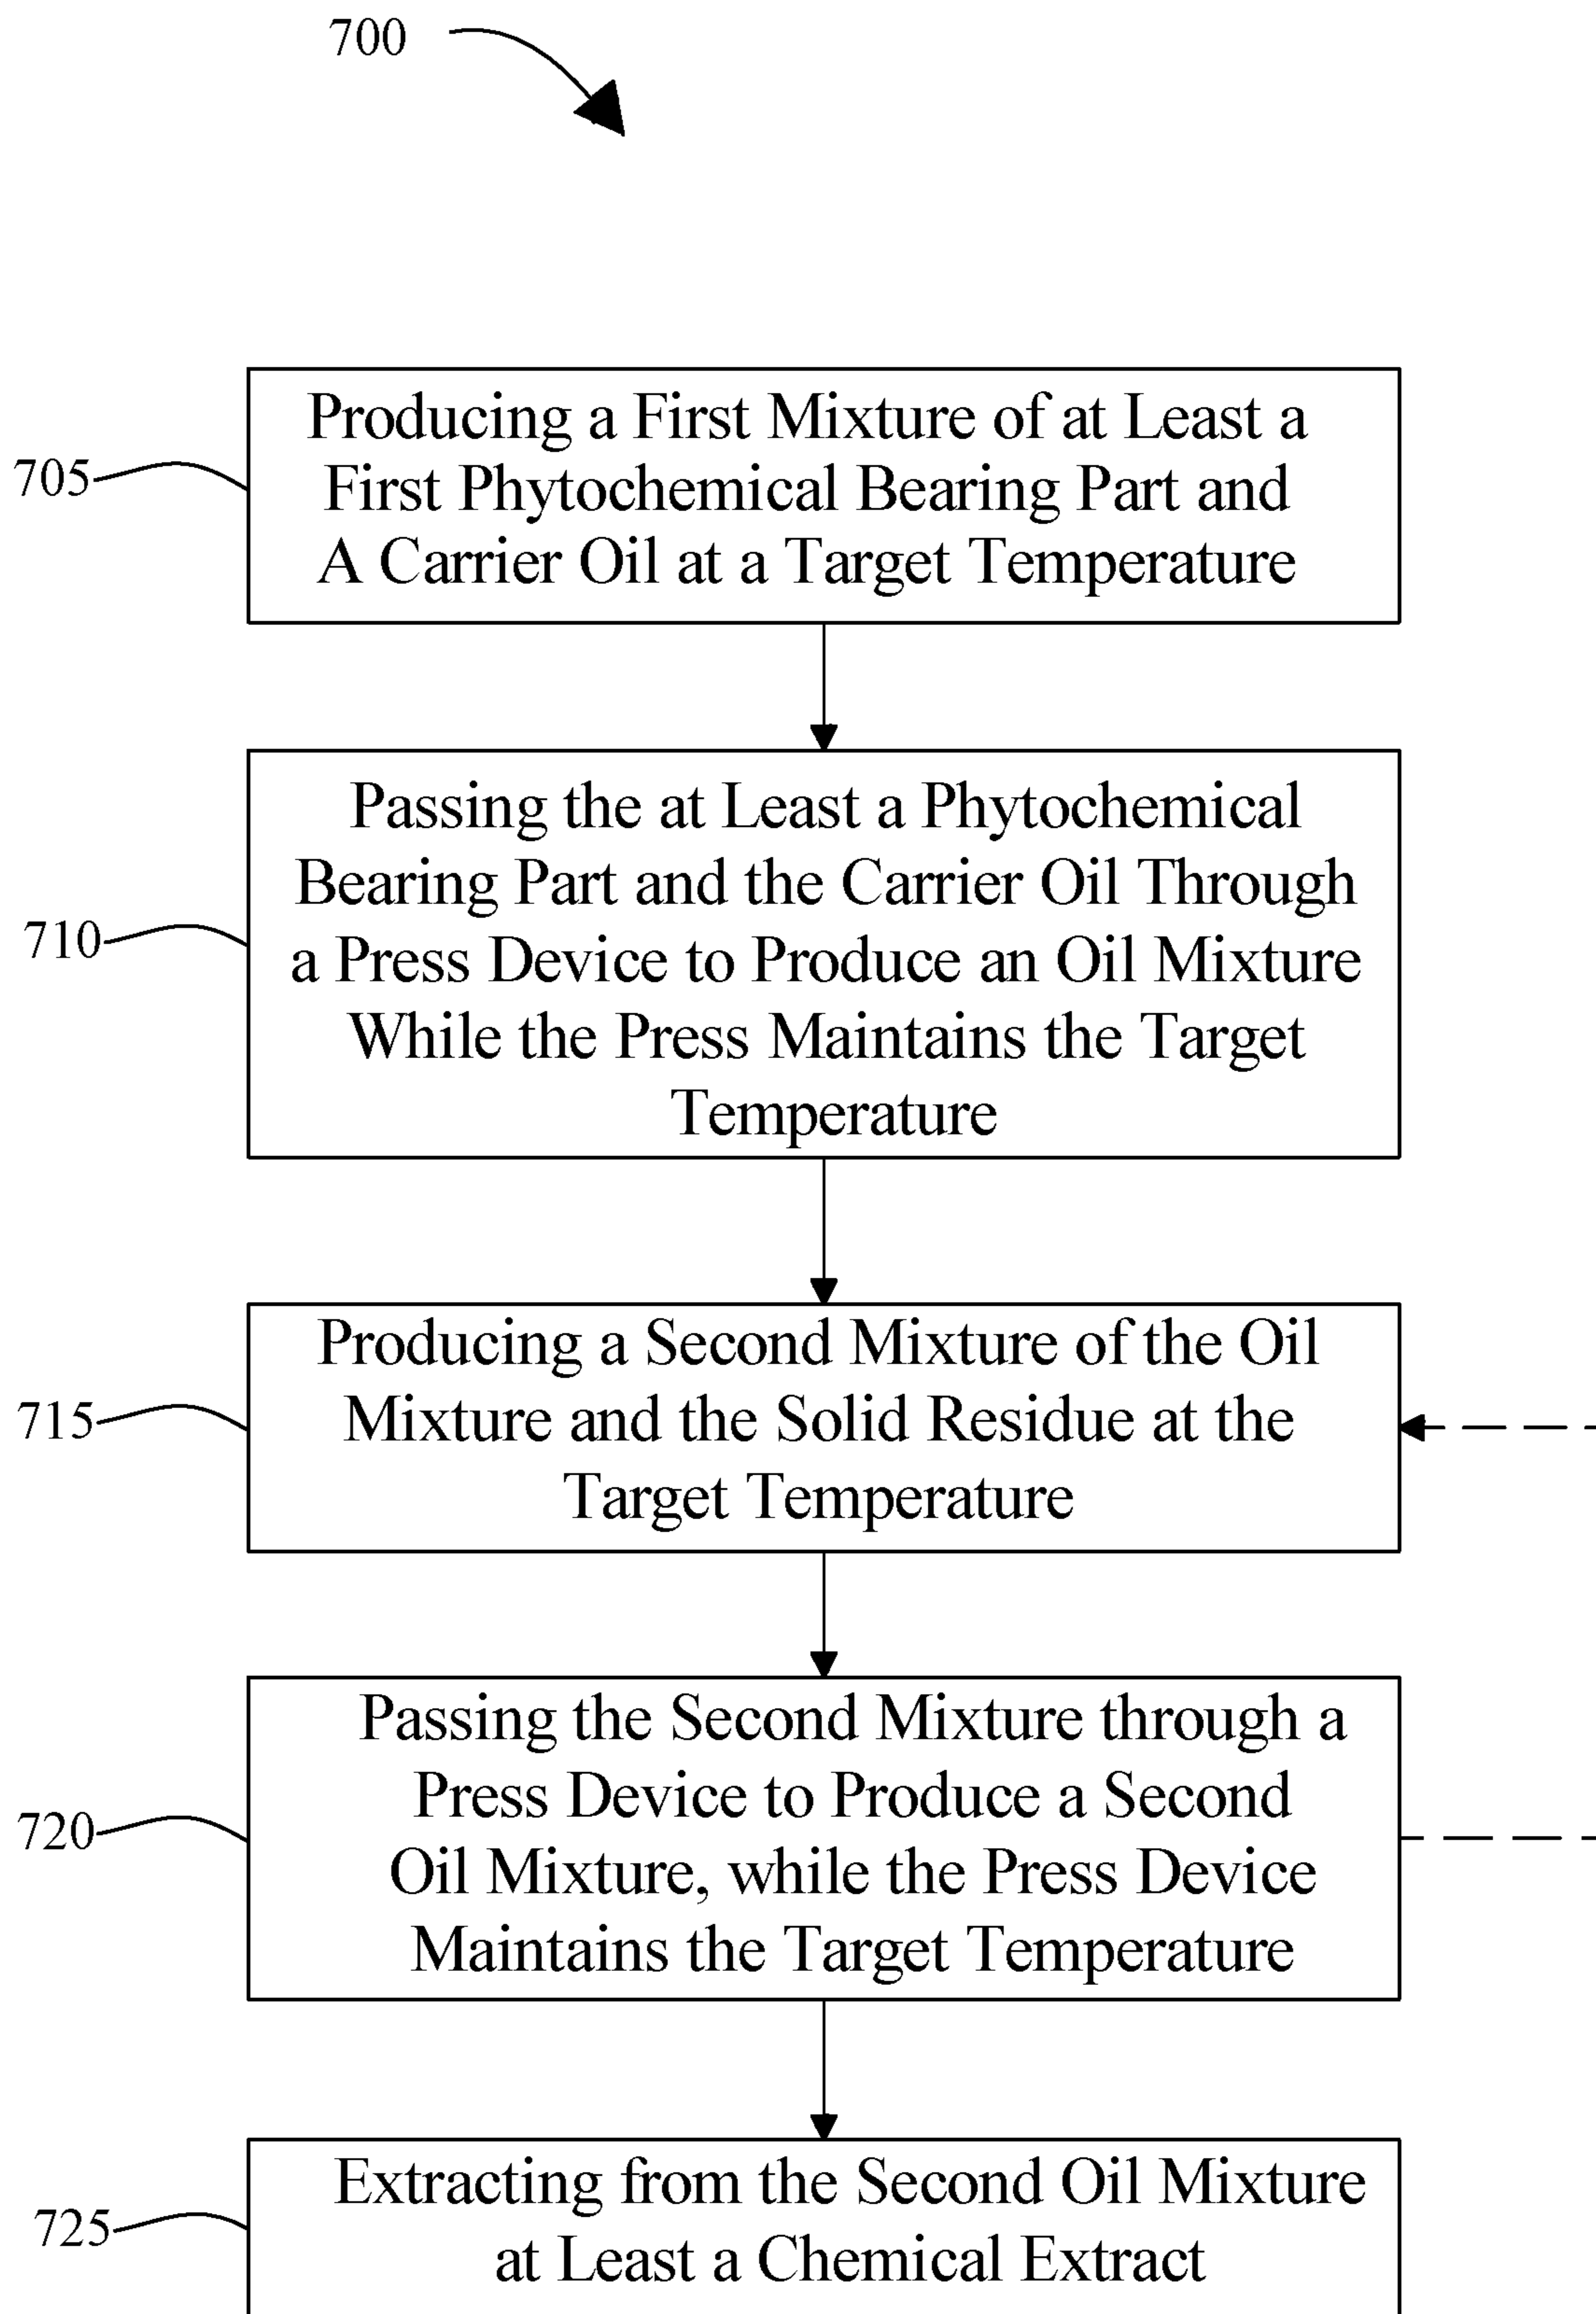 700
705
Producing a First Mixture of at Least a
First Phytochemical Bearing Part and
A Carrier Oil at a Target Temperature
710
Passing the at Least a Phytochemical
Bearing Part and the Carrier Oil Through
a Press Device to Produce an Oil Mixture
While the Press Maintains the Target
Temperature
715
Producing a Second Mixture of the Oil
Mixture and the Solid Residue at the
Target Temperature
720
Passing the Second Mixture through a
Press Device to Produce a Second
Oil Mixture, while the Press Device
Maintains the Target Temperature
725
Extracting from the Second Oil Mixture
at Least a Chemical Extract